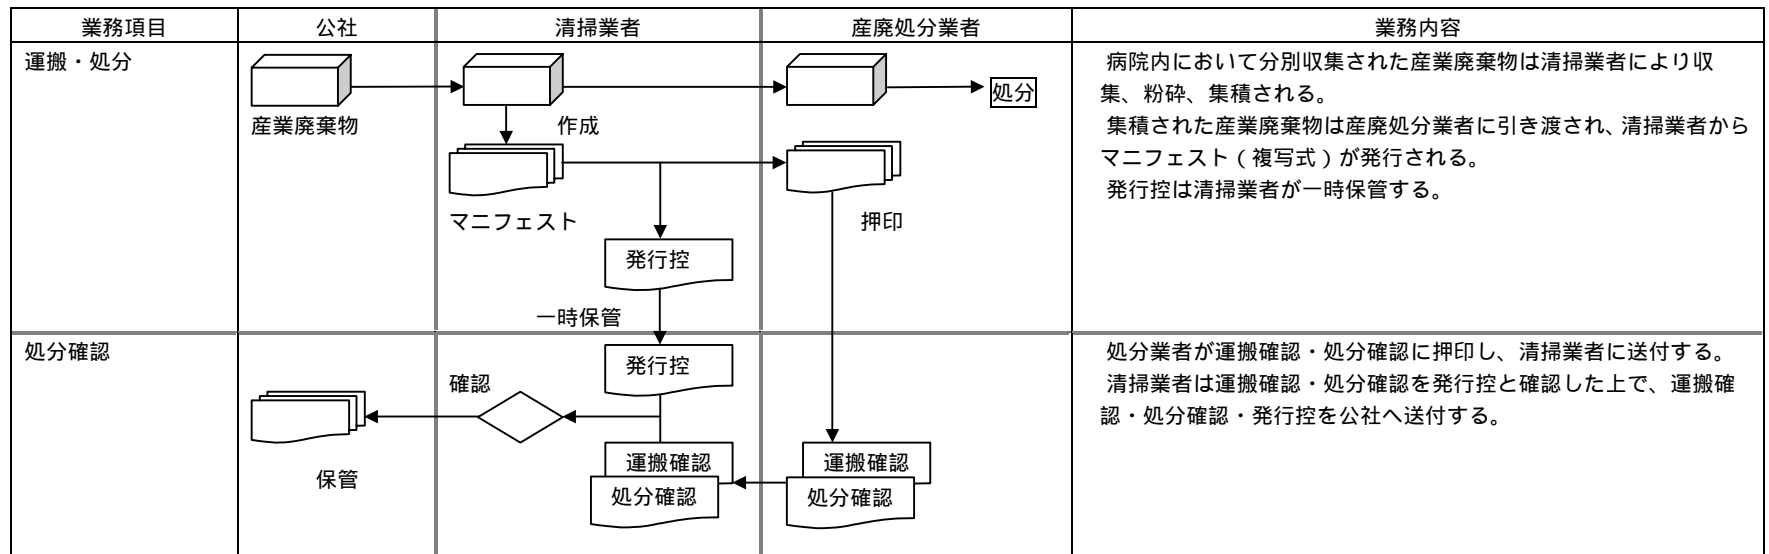 業務項目
公社
清掃業者
産廃処分業者
業務内容
運搬・処分
処分
産業廃棄物
作成
マニフェスト
押印
発行控
一時保管
病院内において分別収集された産業廃棄物は清掃業者により収
集、粉砕、集積される。
集積された産業廃棄物は産廃処分業者に引き渡され、清掃業者から
マニフェスト（複写式）が発行される。
発行控は清掃業者が一時保管する。
処分確認
発行控
確認
運搬確認
処分確認
運搬確認
処分確認
保管
処分業者が運搬確認・処分確認に押印し、清掃業者に送付する。
清掃業者は運搬確認・処分確認を発行控と確認した上で、運搬確
認・処分確認・発行控を公社へ送付する。